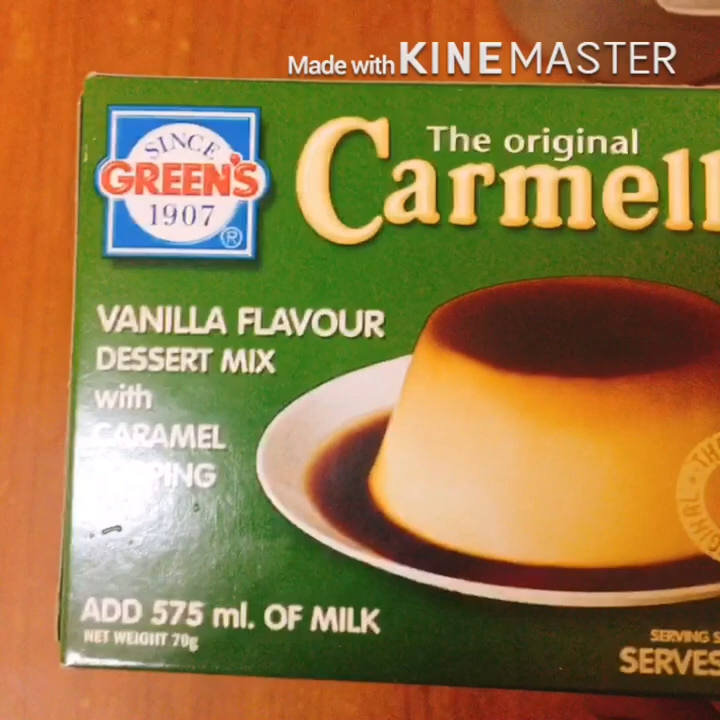 Made with KINEMASTER
SINCE
GREEN'S
1907
®
The original
Carmell
VANILLA FLAVOUR
DESSERT MIX
with
CARAMEL
ADD 575 ml. OF MILK
NET WEIGHT 70g
SERVING S
SERVES